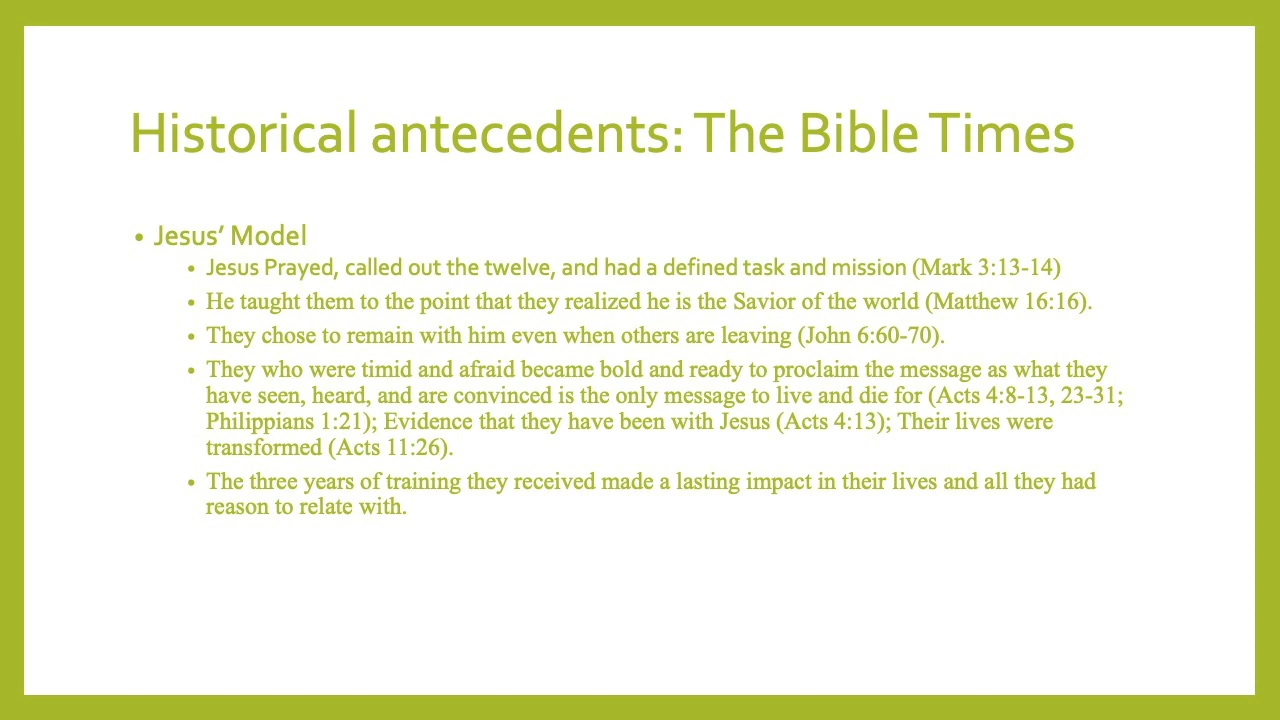 Historical antecedents: The Bible Times
• Jesus’ Model
• Jesus Prayed, called out the twelve, and had a defined task and mission (Mark 3:13-14)
• He taught them to the point that they realized he is the Savior of the world (Matthew 16:16).
• They chose to remain with him even when others are leaving (John 6:60-70).
• They who were timid and afraid became bold and ready to proclaim the message as what they
have seen, heard, and are convinced is the only message to live and die for (Acts 4:8-13, 23-31;
Philippians 1:21); Evidence that they have been with Jesus (Acts 4:13); Their lives were
transformed (Acts 11:26).
• The three years of training they received made a lasting impact in their lives and all they had
reason to relate with.